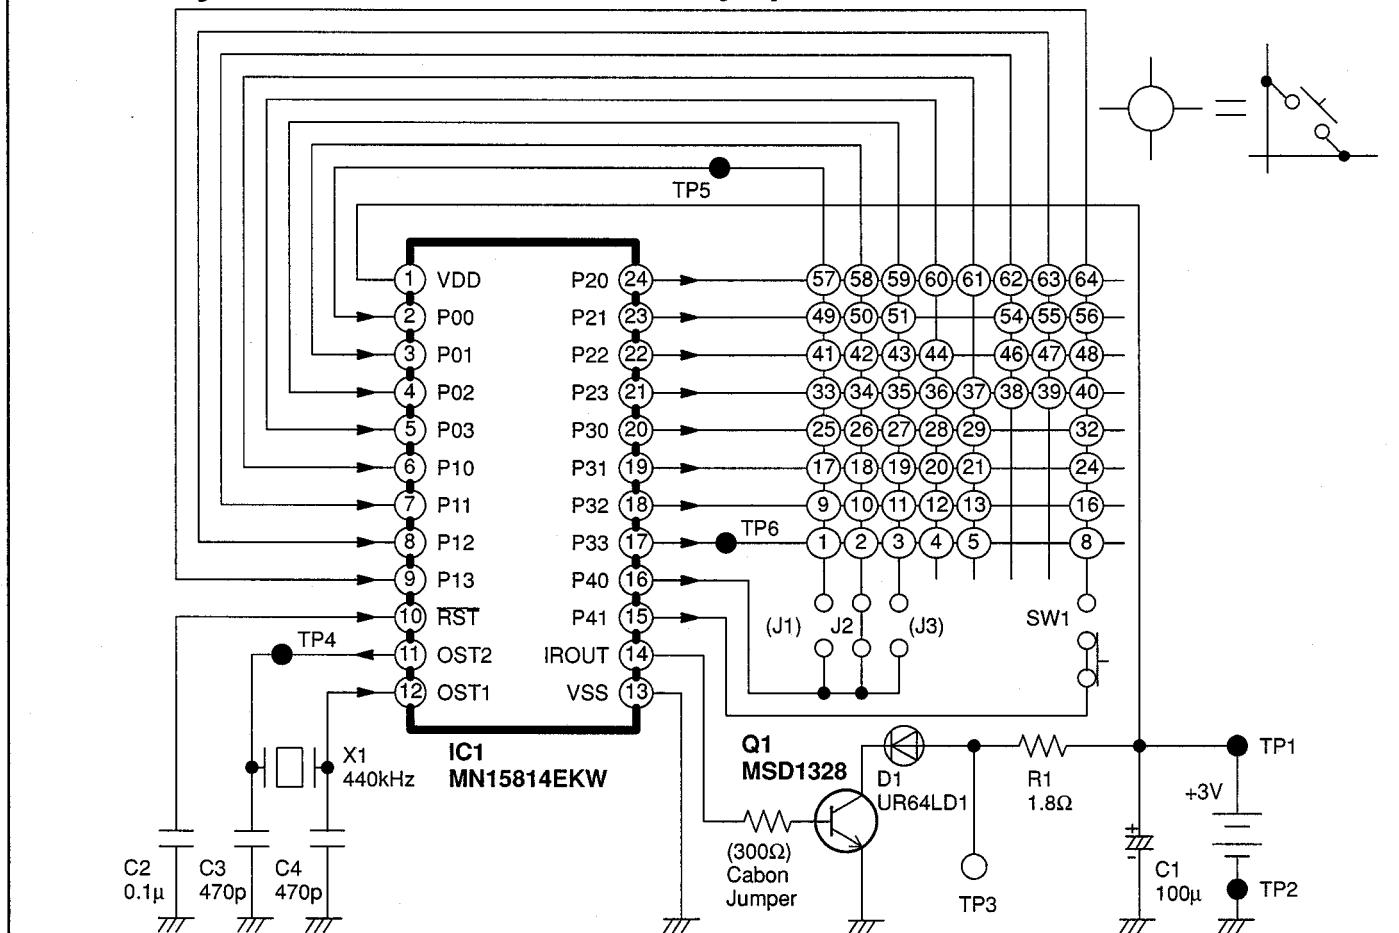 TP5
1 VDD P20 24 57 58 59 60 61 62 63 64
2 P00 P21 23 49 50 51 54 55 56
3 P01 P22 22 41 42 43 44 46 47 48
4 P02 P23 21 33 34 35 36 37 38 39 40
5 P03 P30 20 25 26 27 28 29 32
6 P10 P31 19 17 18 19 20 21 24
7 P11 P32 18 9 10 11 12 13 16
TP6
8 P12 P33 17 1 2 3 4 5 8
9 P13 P40 16
10 RST P41 15 (J1) J2 (J3) SW1
TP4
11 OST2 IROUT 14
12 OST1 VSS 13
IC1
MN15814EKW
X1
440kHz
Q1
MSD1328
D1
UR64LD1
R1
1.8Ω
TP1
+3V
+
-
C2
0.1μ
C3
470p
C4
470p
(300Ω)
Cabon
Jumper
TP3
C1
100μ
TP2